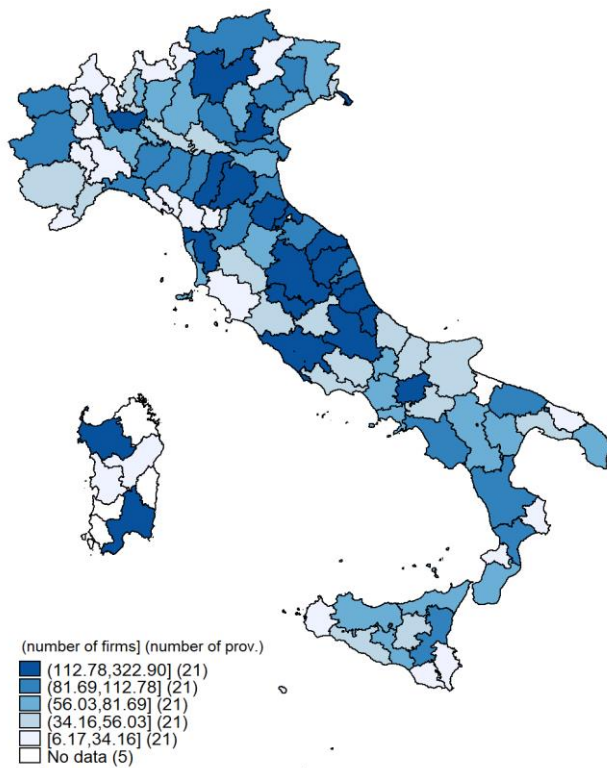 (number of firms] (number of prov.)
(112.78,322.90] (21)
(81.69,112.78] (21)
(56.03,81.69] (21)
(34.16,56.03] (21)
[6.17,34.16] (21)
No data (5)